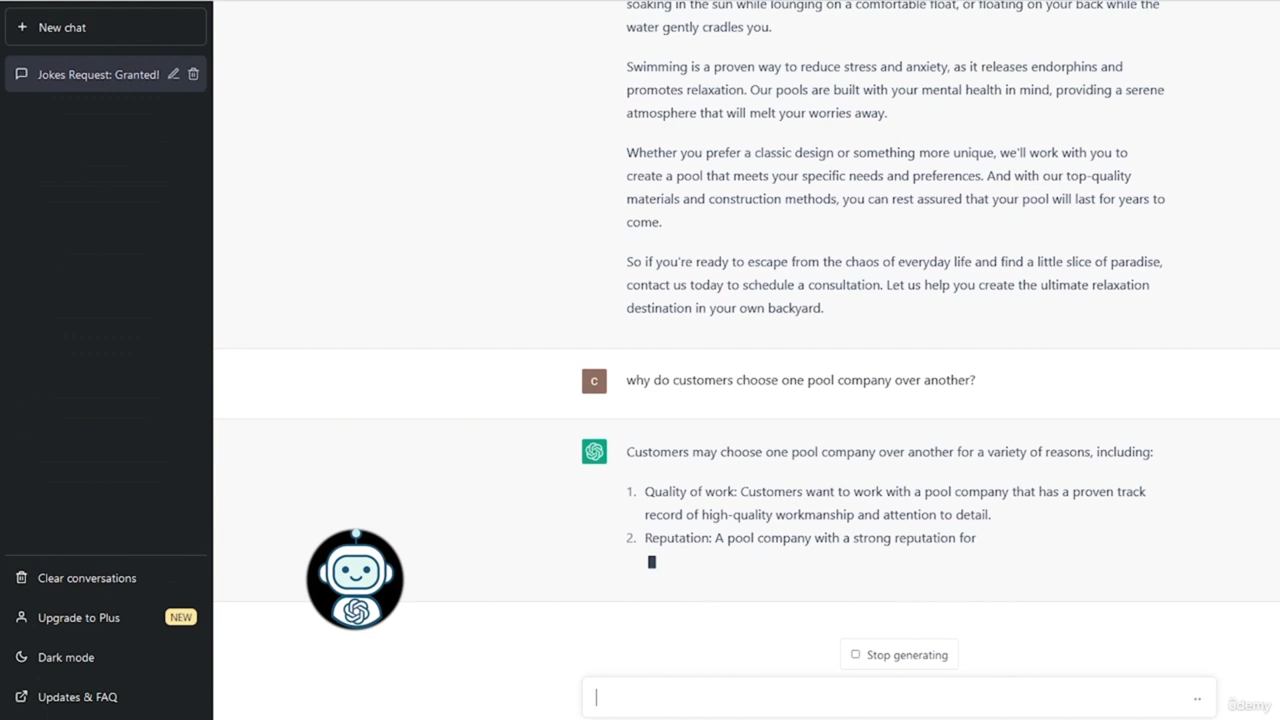 New chat
Jokes Request: Granted!
Clear conversations
Upgrade to Plus NEW
Dark mode
Updates & FAQ
soaking in the sun while lounging on a comfortable float, or floating on your back while the
water gently cradles you.
Swimming is a proven way to reduce stress and anxiety, as it releases endorphins and
promotes relaxation. Our pools are built with your mental health in mind, providing a serene
atmosphere that will melt your worries away.
Whether you prefer a classic design or something more unique, we'll work with you to
create a pool that meets your specific needs and preferences. And with our top-quality
materials and construction methods, you can rest assured that your pool will last for years to
come.
So if you're ready to escape from the chaos of everyday life and find a little slice of paradise,
contact us today to schedule a consultation. Let us help you create the ultimate relaxation
destination in your own backyard.
C why do customers choose one pool company over another?
Customers may choose one pool company over another for a variety of reasons, including:
1. Quality of work: Customers want to work with a pool company that has a proven track
record of high-quality workmanship and attention to detail.
2. Reputation: A pool company with a strong reputation for
Stop generating
ûdemy